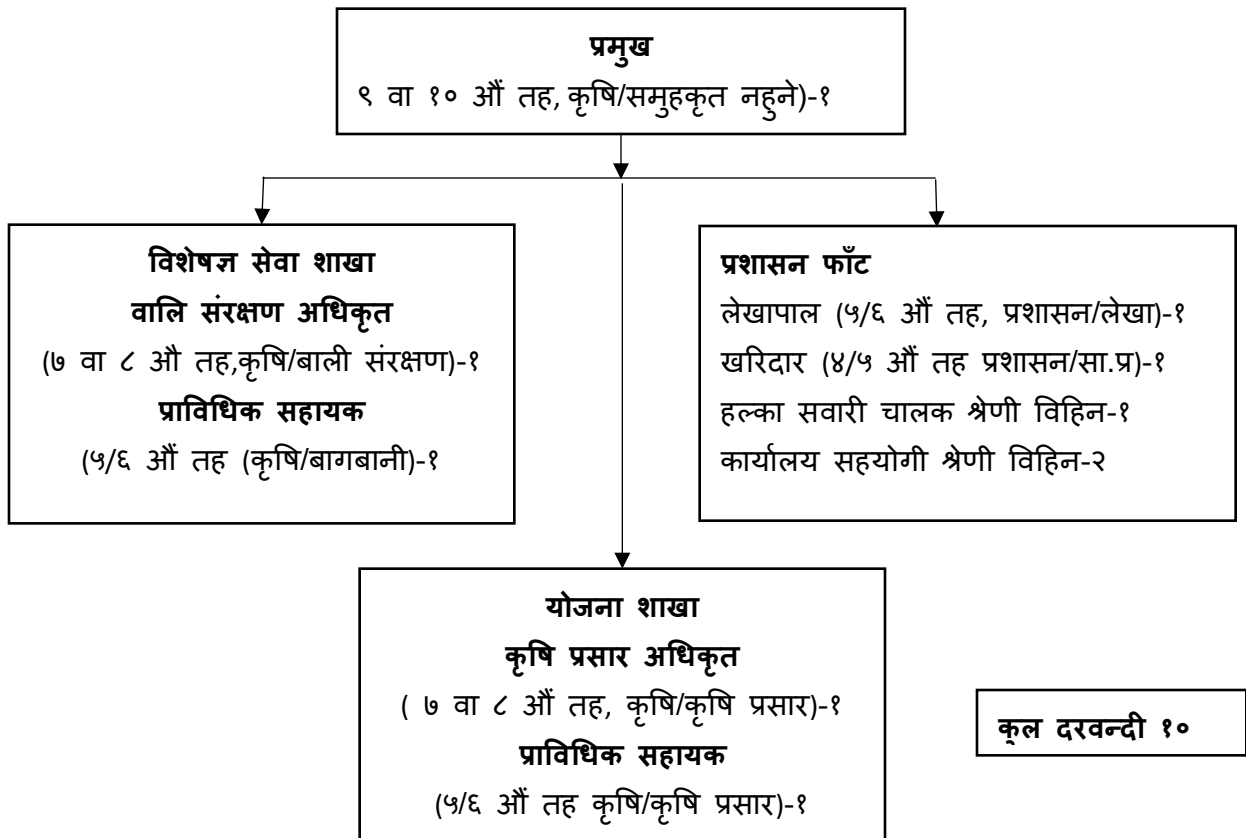 प्रमुख
९ वा १० औं तह, कृषि/समुहकृत नहुने)-१
विशेषज्ञ सेवा शाखा
वालि संरक्षण अधिकृत
(७ वा ८ औ तह,कृषि/बाली संरक्षण)-१
प्राविधिक सहायक
(५/६ औं तह (कृषि/बागबानी)-१
प्रशासन फाँट
लेखापाल (५/६ औं तह, प्रशासन/लेखा)-१
खरिदार (४/५ औं तह प्रशासन/सा.प्र)-१
हल्का सवारी चालक श्रेणी विहिन-१
कार्यालय सहयोगी श्रेणी विहिन-२
योजना शाखा
कृषि प्रसार अधिकृत
( ७ वा ८ औं तह, कृषि/कृषि प्रसार)-१
प्राविधिक सहायक
(५/६ औं तह कृषि/कृषि प्रसार)-१
कुल दरवन्दी १०